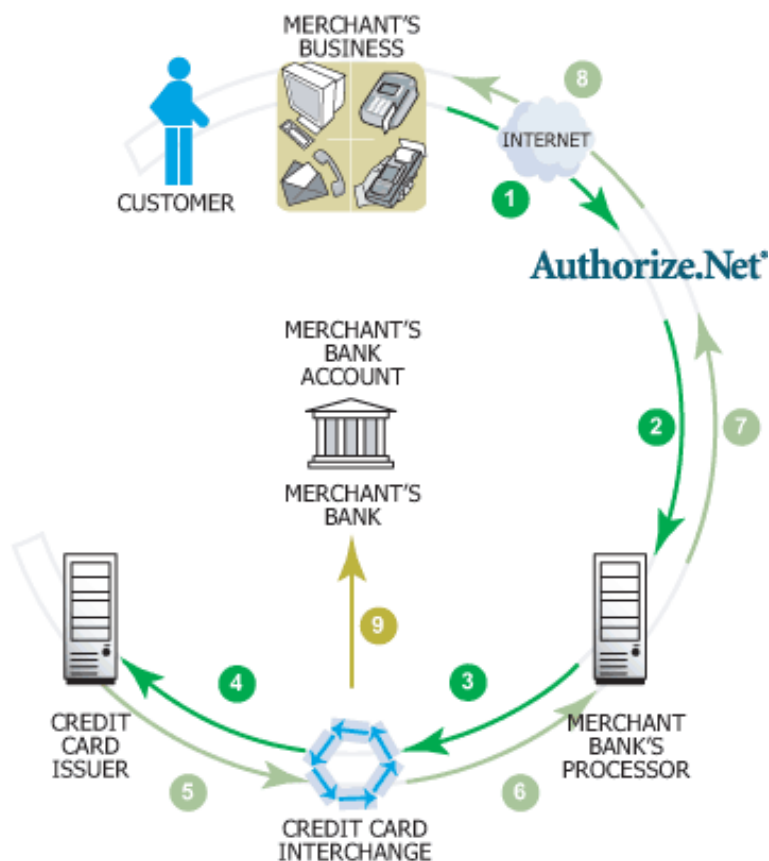 MERCHANT'S
BUSINESS
8
INTERNET
CUSTOMER
1
Authorize.Net
MERCHANT'S
BANK
ACCOUNT
2
7
MERCHANT'S
BANK
9
4
3
CREDIT
CARD
ISSUER
MERCHANT
BANK'S
PROCESSOR
5
6
CREDIT CARD
INTERCHANGE